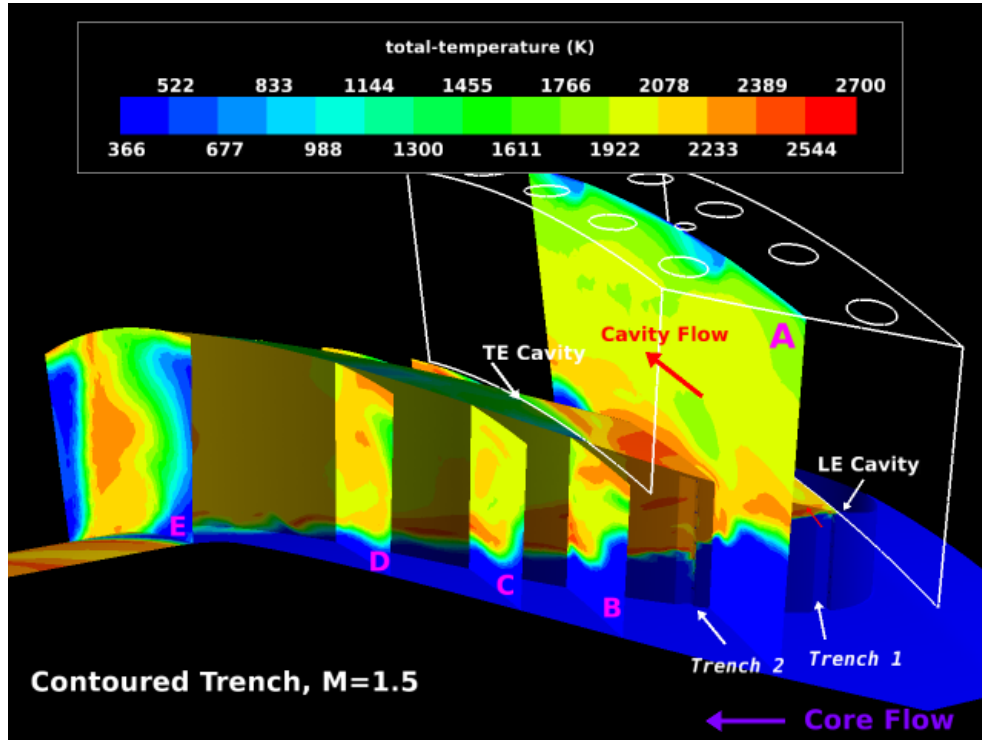 total-temperature (K)
522 833 1144 1455 1766 2078 2389 2700
366 677 988 1300 1611 1922 2233 2544
A
Cavity Flow
TE Cavity
LE Cavity
E
D
C
B
Trench 2
Trench 1
Contoured Trench, M=1.5
Core Flow